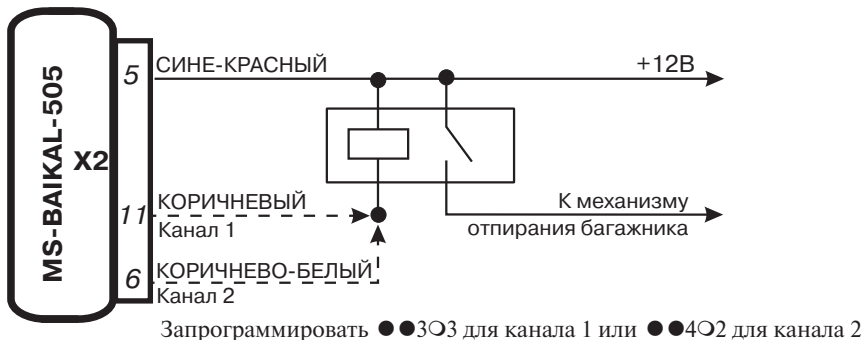 MS-BAIKAL-505
X2
5
СИНЕ-КРАСНЫЙ
+12В
11
КОРИЧНЕВЫЙ
Канал 1
К механизму
отпирания багажника
6
КОРИЧНЕВО-БЕЛЫЙ
Канал 2
Запрограммировать ●●3○3 для канала 1 или ●●4○2 для канала 2